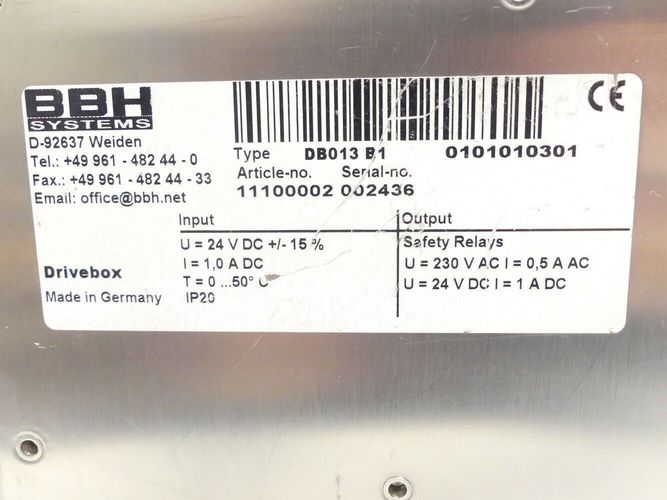 BBH
SYSTEMS
D-92637 Weiden
Tel.: +49 961 - 482 44 - 0
Fax.: +49 961 - 482 44 - 33
Email: office@bbh.net
CE
Type DB013 B1 0101010301
Article-no. Serial-no.
11100002 002436
Input
U = 24 V DC +/- 15 %
I = 1,0 A DC
T = 0 ...50° C
IP20
Output
Safety Relays
U = 230 V AC I = 0,5 A AC
U = 24 V DC I = 1 A DC
Drivebox
Made in Germany